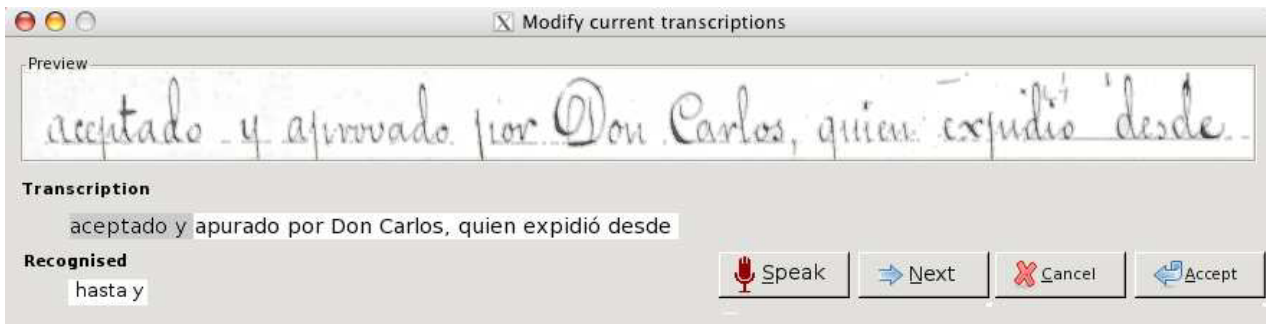 Modify current transcriptions
Preview
aceptado y aprovado por Don Carlos, quien expidió desde
Transcription
aceptado y apurado por Don Carlos, quien expidió desde
Recognised
hasta y
Speak
Next
Cancel
Accept